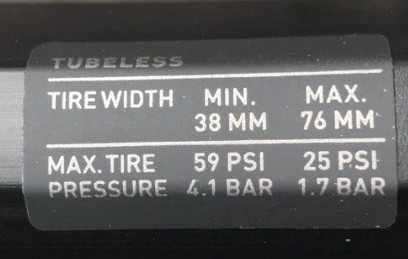 TUBELESS
TIRE WIDTH MIN. MAX.
38 MM 76 MM
MAX. TIRE 59 PSI 25 PSI
PRESSURE 4.1 BAR 1.7 BAR